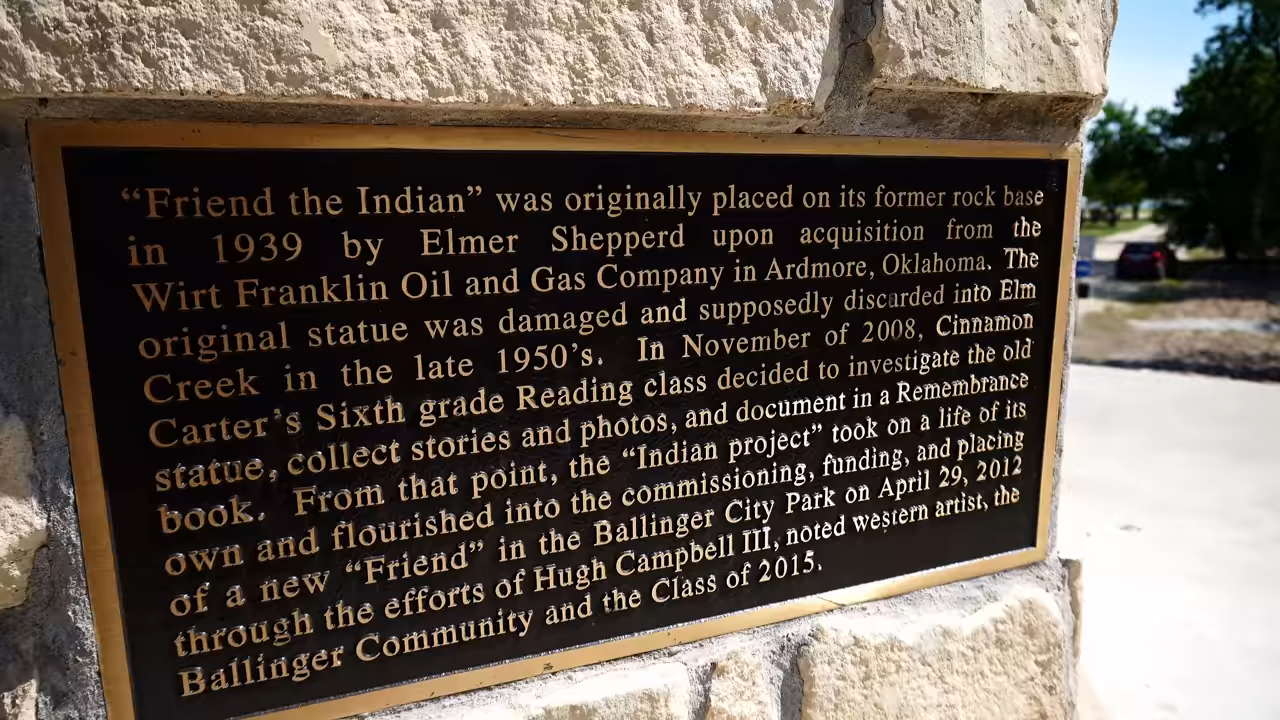 “Friend the Indian” was originally placed on its former rock base
in 1939 by Elmer Shepperd upon acquisition from the
Wirt Franklin Oil and Gas Company in Ardmore, Oklahoma. The
original statue was damaged and supposedly discarded into Elm
Creek in the late 1950’s. In November of 2008, Cinnamon
Carter’s Sixth grade Reading class decided to investigate the old
statue, collect stories and photos, and document in a Remembrance
book. From that point, the “Indian project” took on a life of its
own and flourished into the commissioning, funding, and placing
of a new “Friend” in the Ballinger City Park on April 29, 2012
through the efforts of Hugh Campbell III, noted western artist, the
Ballinger Community and the Class of 2015.